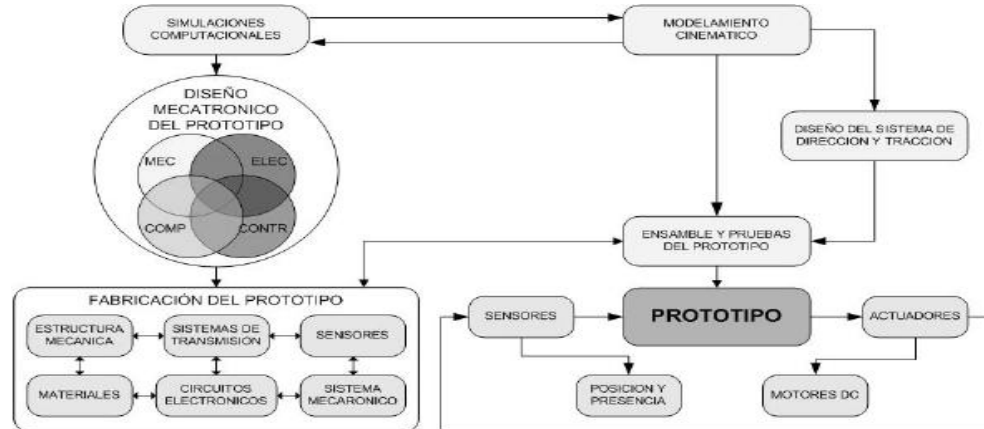 SIMULACIONES
COMPUTACIONALES
MODELAMIENTO
CINEMATICO
DISEÑO
MECATRONICO
DEL PROTOTIPO
MEC
ELEC
COMP
CONTR
DISEÑO DEL SISTEMA DE
DIRECCION Y TRACCION
ENSAMBLE Y PRUEBAS
DEL PROTOTIPO
FABRICACIÓN DEL PROTOTIPO
ESTRUCTURA
MECANICA
SISTEMAS DE
TRANSMISIÓN
SENSORES
MATERIALES
CIRCUITOS
ELECTRONICOS
SISTEMA
MECARONICO
SENSORES
PROTOTIPO
ACTUADORES
POSICION Y
PRESENCIA
MOTORES DC